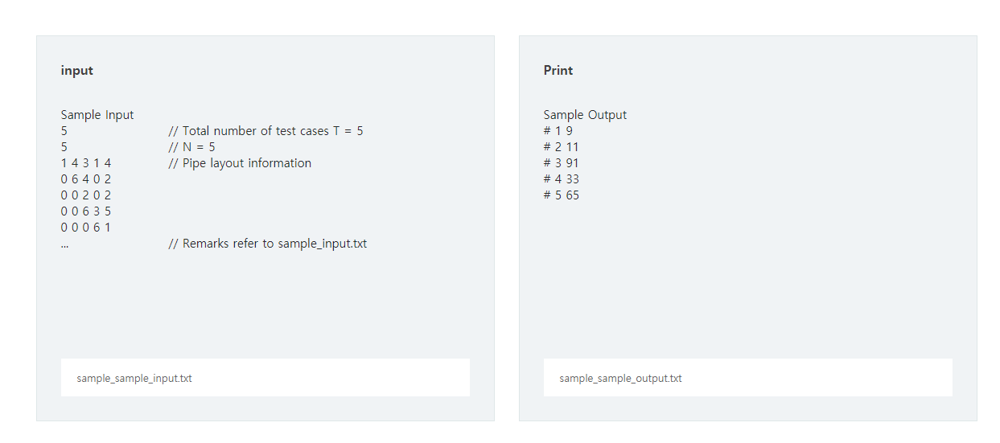 input
Sample Input
5 // Total number of test cases T = 5
5 // N = 5
1 4 3 1 4 // Pipe layout information
0 6 4 0 2
0 0 2 0 2
0 0 6 3 5
0 0 0 6 1
... // Remarks refer to sample_input.txt
sample_sample_input.txt
Print
Sample Output
# 1 9
# 2 11
# 3 91
# 4 33
# 5 65
sample_sample_output.txt